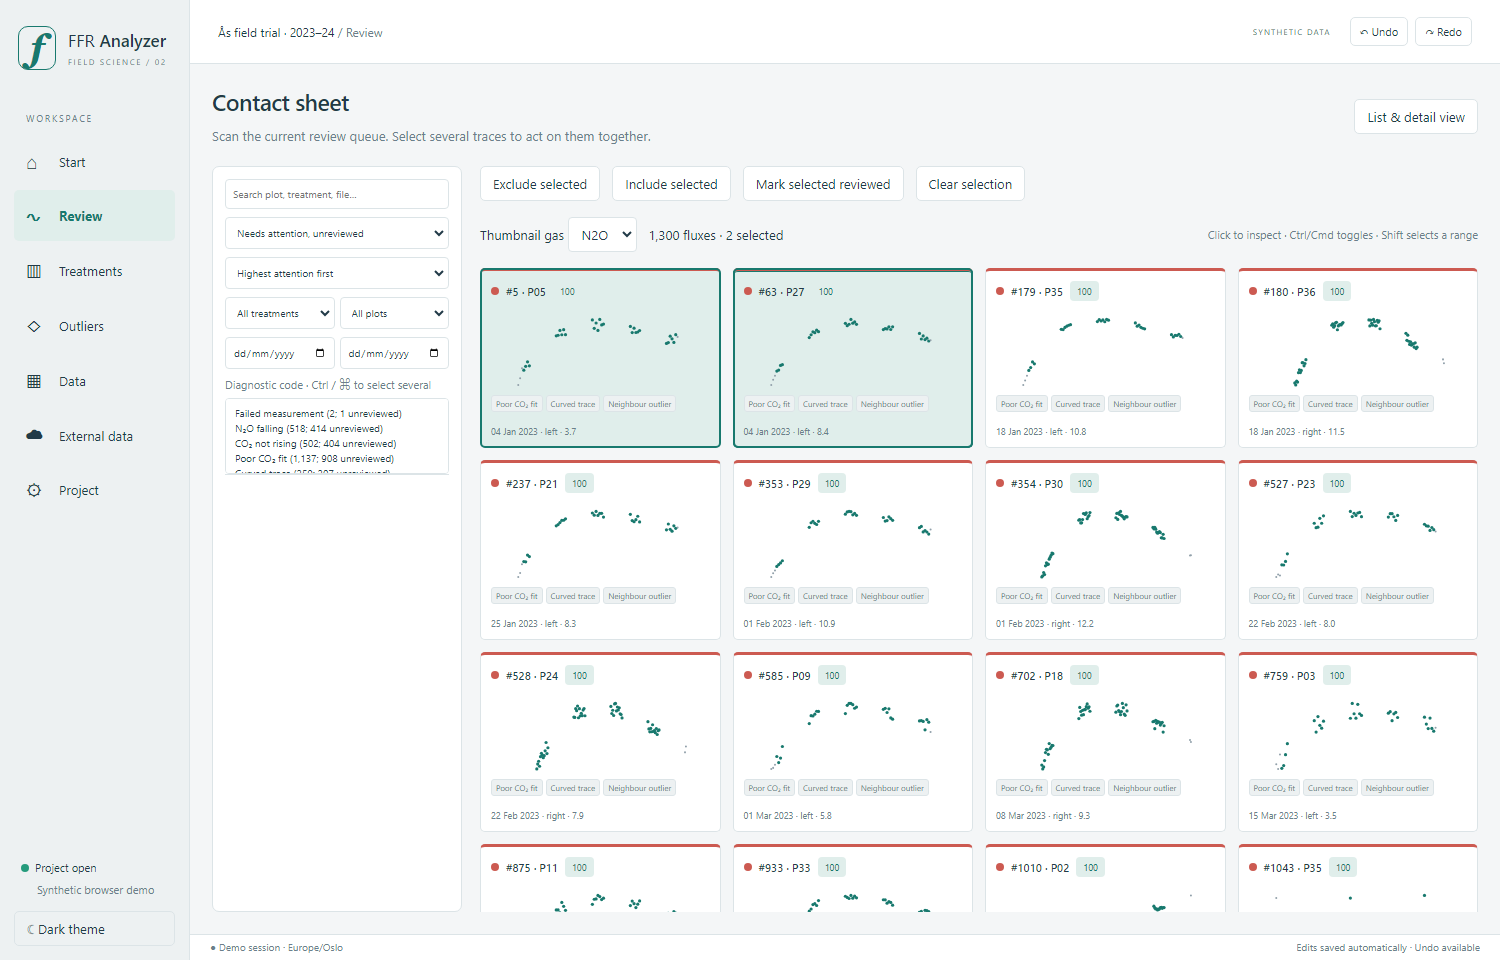 FFR Analyzer
FIELD SCIENCE / 02
WORKSPACE
Start
Review
Treatments
Outliers
Data
External data
Project
Project open
Synthetic browser demo
Dark theme
Ås field trial · 2023–24 / Review
SYNTHETIC DATA
Undo
Redo
Contact sheet
Scan the current review queue. Select several traces to act on them together.
List & detail view
Search plot, treatment, file...
Needs attention, unreviewed
Highest attention first
All treatments
All plots
dd/mm/yyyy
dd/mm/yyyy
Diagnostic code · Ctrl / ⌘ to select several
Failed measurement (2; 1 unreviewed)
N₂O falling (518; 414 unreviewed)
CO₂ not rising (502; 404 unreviewed)
Poor CO₂ fit (1,137; 908 unreviewed)
Exclude selected
Include selected
Mark selected reviewed
Clear selection
Thumbnail gas
N2O
1,300 fluxes · 2 selected
Click to inspect · Ctrl/Cmd toggles · Shift selects a range
#5 · P05 100
Poor CO₂ fit Curved trace Neighbour outlier
04 Jan 2023 · left · 3.7
#63 · P27 100
Poor CO₂ fit Curved trace Neighbour outlier
04 Jan 2023 · left · 8.4
#179 · P35 100
Poor CO₂ fit Curved trace Neighbour outlier
18 Jan 2023 · left · 10.8
#180 · P36 100
Poor CO₂ fit Curved trace Neighbour outlier
18 Jan 2023 · right · 11.5
#237 · P21 100
Poor CO₂ fit Curved trace Neighbour outlier
25 Jan 2023 · left · 8.3
#353 · P29 100
Poor CO₂ fit Curved trace Neighbour outlier
01 Feb 2023 · left · 10.9
#354 · P30 100
Poor CO₂ fit Curved trace Neighbour outlier
01 Feb 2023 · right · 12.2
#527 · P23 100
Poor CO₂ fit Curved trace Neighbour outlier
22 Feb 2023 · left · 8.0
#528 · P24 100
Poor CO₂ fit Curved trace Neighbour outlier
22 Feb 2023 · right · 7.9
#585 · P09 100
Poor CO₂ fit Curved trace Neighbour outlier
01 Mar 2023 · left · 5.8
#702 · P18 100
Poor CO₂ fit Curved trace Neighbour outlier
08 Mar 2023 · right · 9.3
#759 · P03 100
Poor CO₂ fit Curved trace Neighbour outlier
15 Mar 2023 · left · 3.5
#875 · P11 100
#933 · P33 100
#1010 · P02 100
#1043 · P35 100
Demo session · Europe/Oslo
Edits saved automatically · Undo available